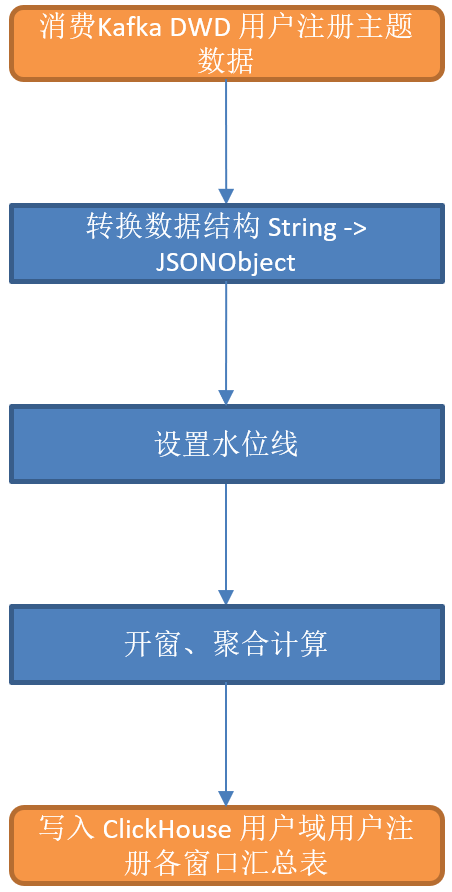 消费Kafka DWD 用户注册主题
数据
转换数据结构 String ->
JSONObject
设置水位线
开窗、聚合计算
写入 ClickHouse 用户域用户注
册各窗口汇总表